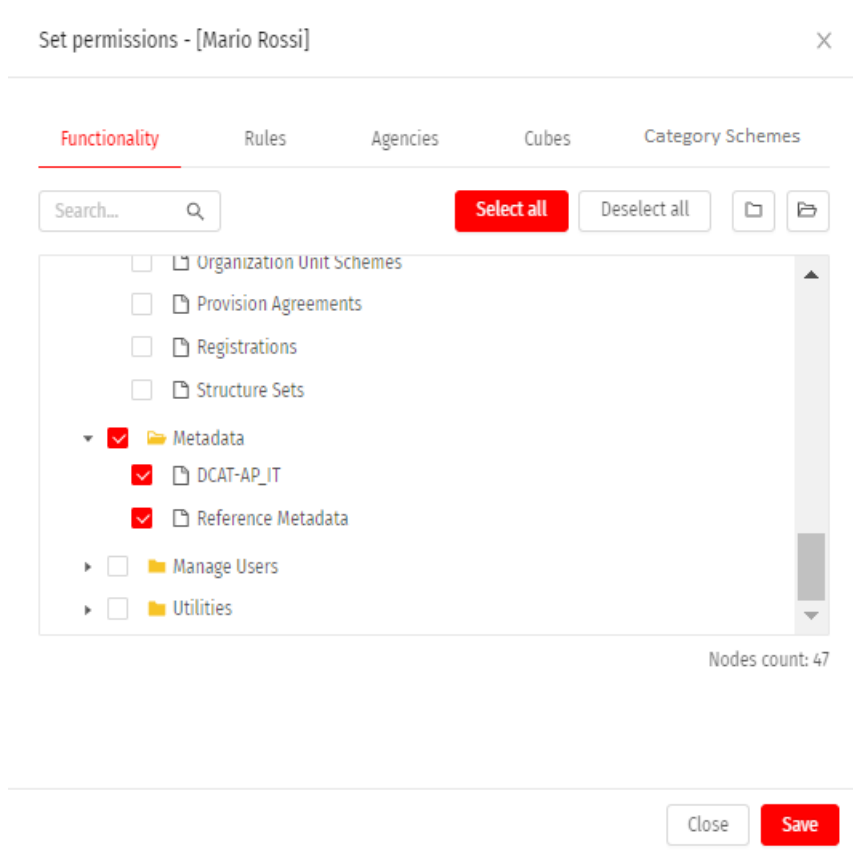 Set permissions - [Mario Rossi]
Functionality Rules Agencies Cubes Category Schemes
Search... Select all Deselect all
Organization Unit Schemes
Provision Agreements
Registrations
Structure Sets
Metadata
DCAT-AP_IT
Reference Metadata
Manage Users
Utilities
Nodes count: 47
Close Save